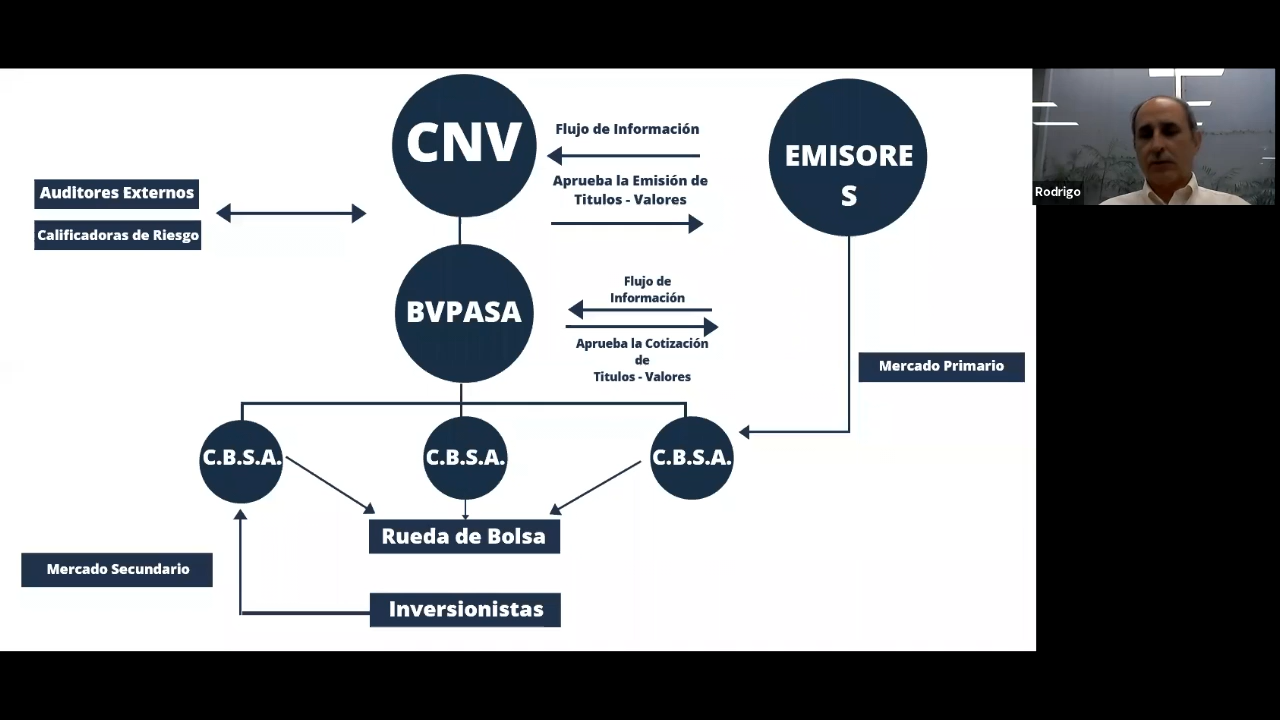 CNV
Flujo de Información
Aprueba la Emisión de
Titulos - Valores
EMISORE
S
Rodrigo
Auditores Externos
Calificadoras de Riesgo
BVPASA
Flujo de
Información
Aprueba la Cotización
de
Titulos - Valores
Mercado Primario
C.B.S.A.
C.B.S.A.
C.B.S.A.
Rueda de Bolsa
Mercado Secundario
Inversionistas